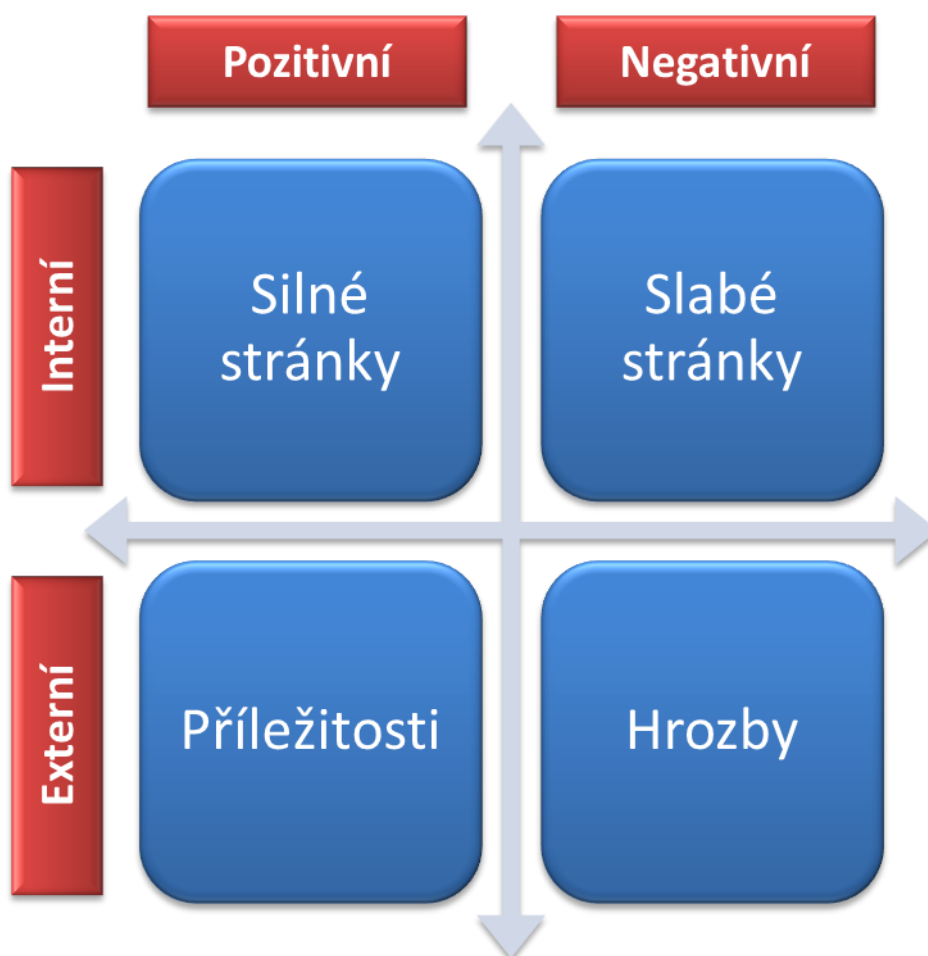 Pozitivní
Negativní
Interní
Silné
stránky
Slabé
stránky
Externí
Příležitosti
Hrozby